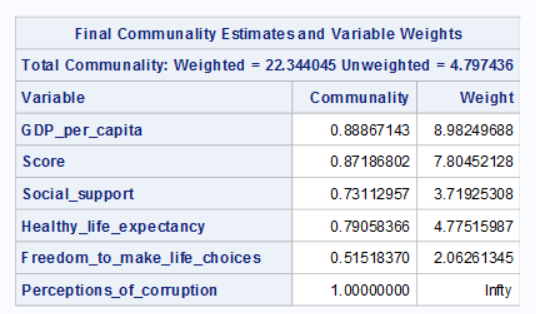 Final Communality Estimates and Variable Weights
Total Communality: Weighted = 22.344045 Unweighted = 4.797436
Variable Communality Weight
GDP_per_capita 0.88867143 8.98249688
Score 0.87186802 7.80452128
Social_support 0.73112957 3.71925308
Healthy_life_expectancy 0.79058366 4.77515987
Freedom_to_make_life_choices 0.51518370 2.06261345
Perceptions_of_corruption 1.00000000 Infty